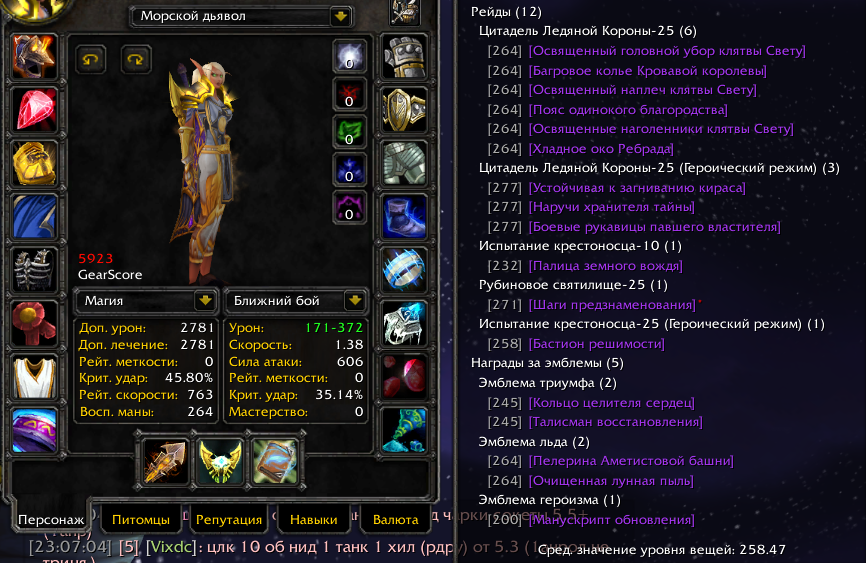 Морской дьявол
0
0
0
0
0
5923
GearScore
Магия
Ближний бой
Доп. урон: 2781
Доп. лечение: 2781
Рейт. меткости: 0
Крит. удар: 45.80%
Рейт. скорости: 763
Восп. маны: 264
Урон: 171-372
Скорость: 1.38
Сила атаки: 606
Рейт. меткости: 0
Крит. удар: 35.14%
Мастерство: 0
Персонаж
Питомцы
Репутация
Навыки
Валюта
[23:07:04] [5] [Vixdc]: цлк 10 об нид 1 танк 1 хил (рдру) от 5.3 (1
Рейды (12)
Цитадель Ледяной Короны-25 (6)
[264] [Освященный головной убор клятвы Свету]
[264] [Багровое колье Кровавой королевы]
[264] [Освященный наплеч клятвы Свету]
[264] [Пояс одинокого благородства]
[264] [Освященные наголенники клятвы Свету]
[264] [Хладное око Ребрада]
Цитадель Ледяной Короны-25 (Героический режим) (3)
[277] [Устойчивая к загниванию кираса]
[277] [Наручи хранителя тайны]
[277] [Боевые рукавицы павшего властителя]
Испытание крестоносца-10 (1)
[232] [Палица земного вождя]
Рубиновое святилище-25 (1)
[271] [Шаги предзнаменования]*
Испытание крестоносца-25 (Героический режим) (1)
[258] [Бастион решимости]
Награды за эмблемы (5)
Эмблема триумфа (2)
[245] [Кольцо целителя сердец]
[245] [Талисман восстановления]
Эмблема льда (2)
[264] [Пелерина Аметистовой башни]
[264] [Очищенная лунная пыль]
Эмблема героизма (1)
[200] [Манускрипт обновления]
Сред. значение уровня вещей: 258.47